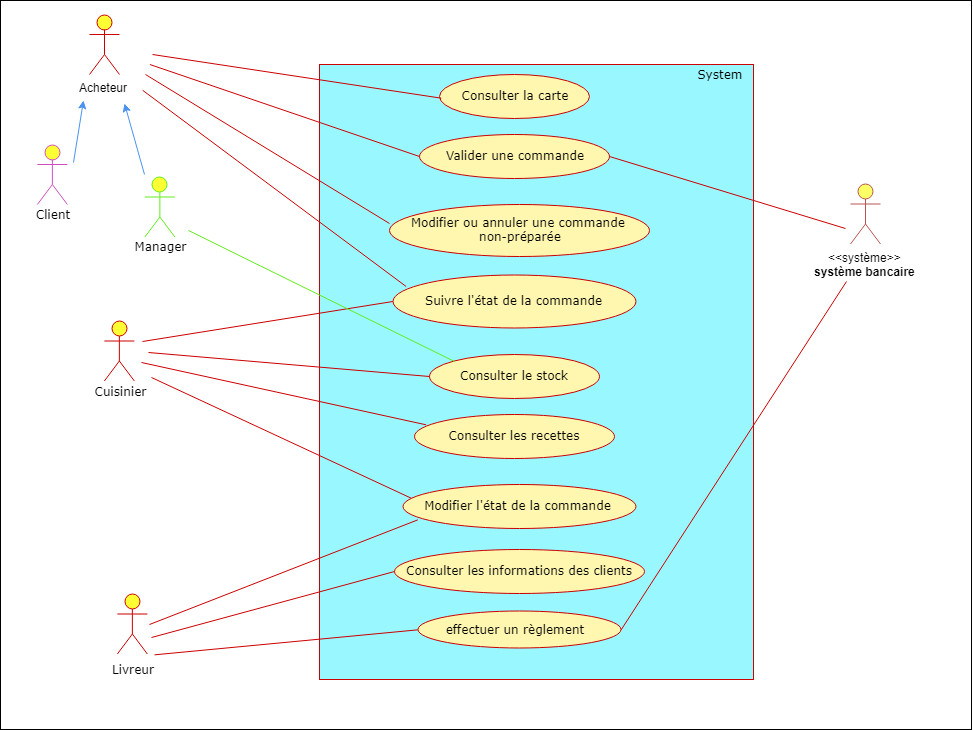 System
Acheteur
Client
Manager
Cuisinier
Livreur
Consulter la carte
Valider une commande
Modifier ou annuler une commande
non-préparée
Suivre l'état de la commande
Consulter le stock
Consulter les recettes
Modifier l'état de la commande
Consulter les informations des clients
effectuer un règlement
<<système>>
système bancaire